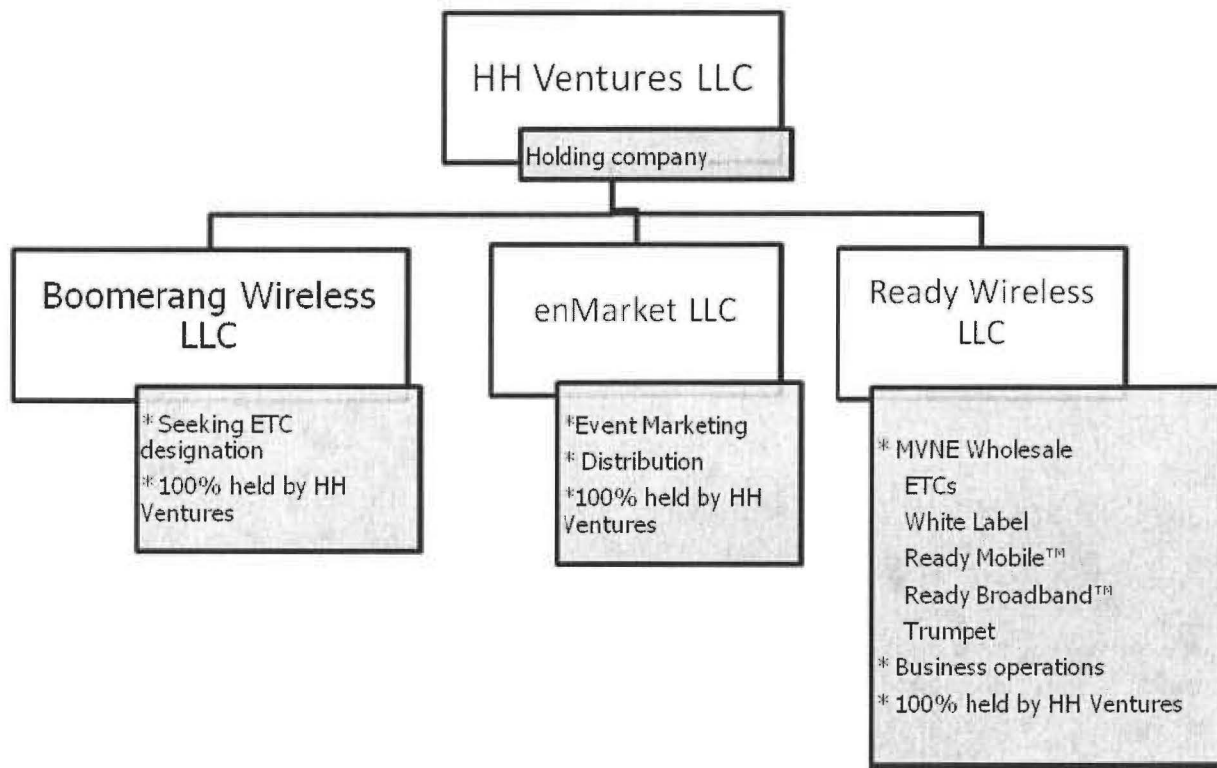 HH Ventures LLC
Holding company
Boomerang Wireless
LLC
* Seeking ETC
designation
* 100% held by HH
Ventures
enMarket LLC
*Event Marketing
* Distribution
*100% held by HH
Ventures
Ready Wireless
LLC
* MVNE Wholesale
ETCs
White Label
Ready Mobile™
Ready Broadband™
Trumpet
* Business operations
* 100% held by HH Ventures